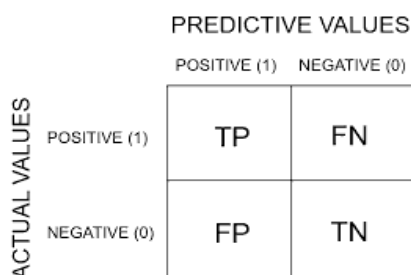 PREDICTIVE VALUES
POSITIVE (1) NEGATIVE (0)
ACTUAL VALUES
POSITIVE (1) TP FN
NEGATIVE (0) FP TN